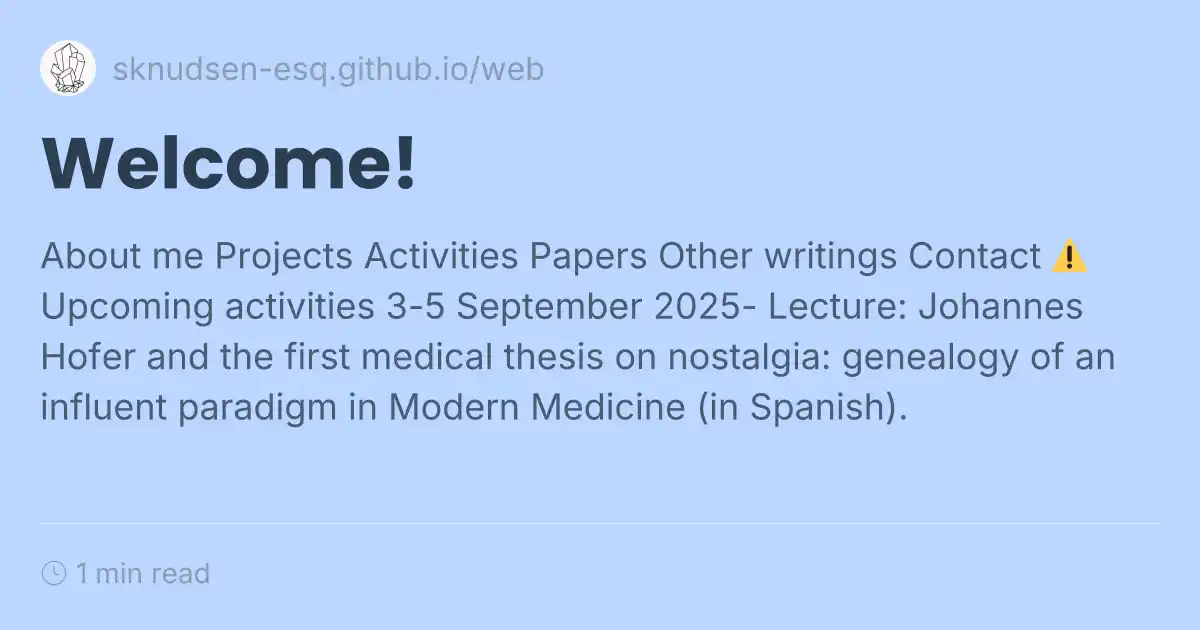 sknudsen-esq.github.io/web
Welcome!
About me Projects Activities Papers Other writings Contact ⚠️
Upcoming activities 3-5 September 2025- Lecture: Johannes
Hofer and the first medical thesis on nostalgia: genealogy of an
influent paradigm in Modern Medicine (in Spanish).
1 min read